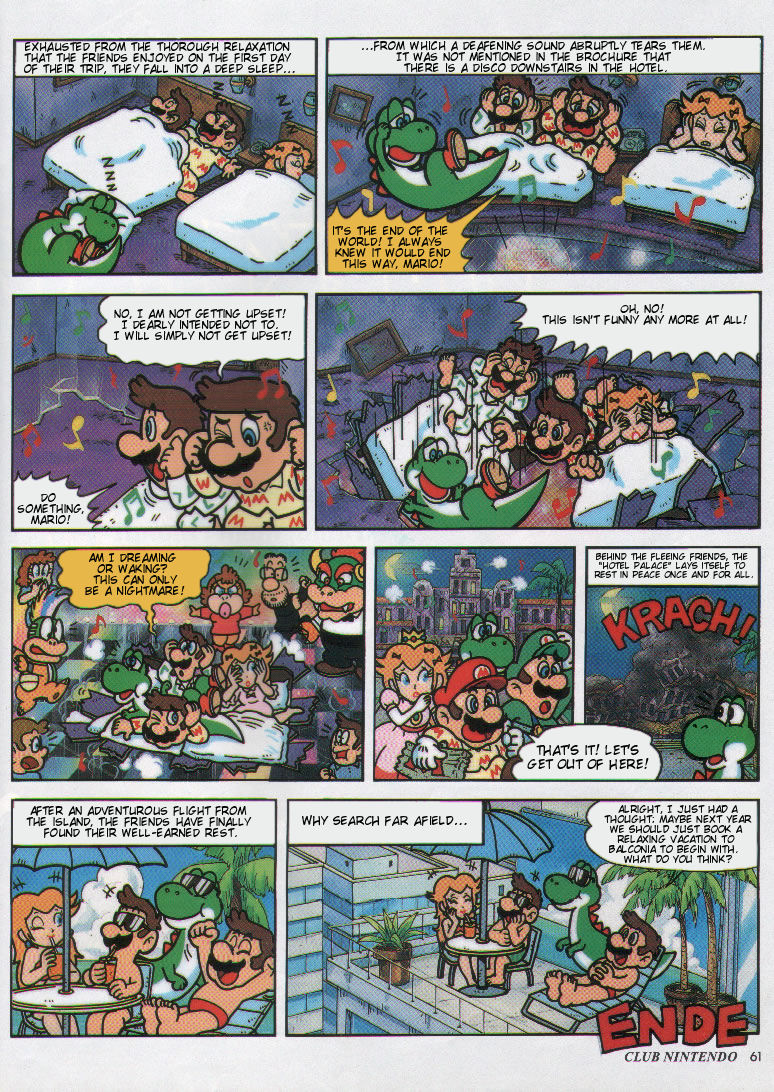 EXHAUSTED FROM THE THOROUGH RELAXATION
THAT THE FRIENDS ENJOYED ON THE FIRST DAY
OF THEIR TRIP, THEY FALL INTO A DEEP SLEEP...
Z Z Z
Z Z Z
Z Z Z
...FROM WHICH A DEAFENING SOUND ABRUPTLY TEARS THEM.
IT WAS NOT MENTIONED IN THE BROCHURE THAT
THERE IS A DISCO DOWNSTAIRS IN THE HOTEL.
IT'S THE END OF THE
WORLD! I ALWAYS
KNEW IT WOULD END
THIS WAY, MARIO!
NO, I AM NOT GETTING UPSET!
I DEARLY INTENDED NOT TO.
I WILL SIMPLY NOT GET UPSET!
DO
SOMETHING,
MARIO!
OH, NO!
THIS ISN'T FUNNY ANY MORE AT ALL!
AM I DREAMING
OR WAKING?
THIS CAN ONLY
BE A NIGHTMARE!
THAT'S IT! LET'S
GET OUT OF HERE!
BEHIND THE FLEEING FRIENDS, THE
"HOTEL PALACE" LAYS ITSELF TO
REST IN PEACE ONCE AND FOR ALL.
KRACH!
AFTER AN ADVENTUROUS FLIGHT FROM
THE ISLAND, THE FRIENDS HAVE FINALLY
FOUND THEIR WELL-EARNED REST.
WHY SEARCH FAR AFIELD...
ALRIGHT, I JUST HAD A
THOUGHT: MAYBE NEXT YEAR
WE SHOULD JUST BOOK A
RELAXING VACATION TO
BALCONIA TO BEGIN WITH.
WHAT DO YOU THINK?
ENDE
CLUB NINTENDO 61